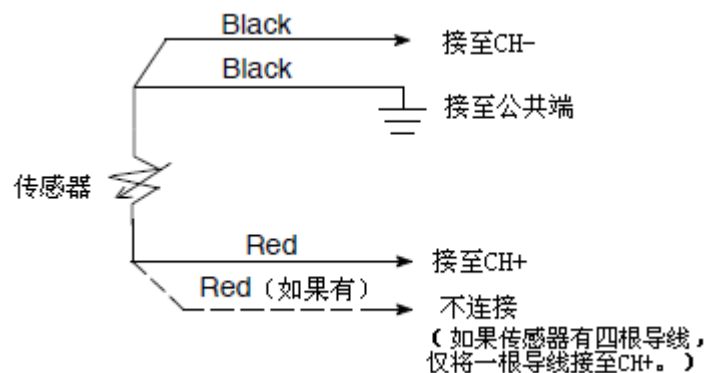 Black
接至CH-
Black
接至公共端
传感器
Red
接至CH+
Red（如果有）
不连接
(如果传感器有四根导线，
仅将一根导线接至CH+。)